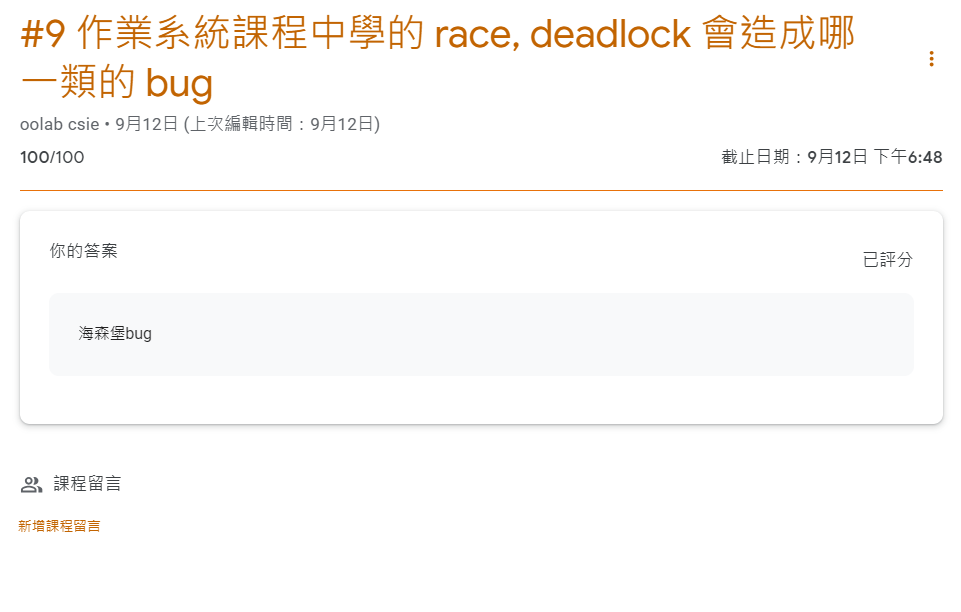 #9 作業系統課程中學的 race, deadlock 會造成哪
一類的 bug
oolab csie • 9月12日 (上次編輯時間：9月12日)
100/100
截止日期：9月12日 下午6:48
你的答案
已評分
海森堡bug
課程留言
新增課程留言